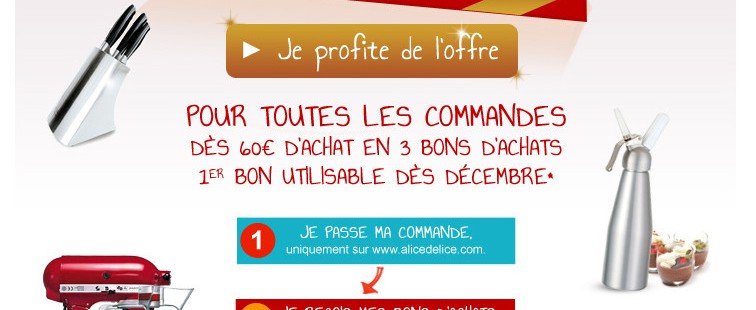 ► Je profite de l'offre
POUR TOUTES LES COMMANDES
DÈS 60€ D'ACHAT EN 3 BONS D'ACHATS
1ER BON UTILISABLE DÈS DÉCEMBRE*
1 JE PASSE MA COMMANDE,
uniquement sur www.alicedelice.com.
JE REÇOIS MES BONS D'ACHATS